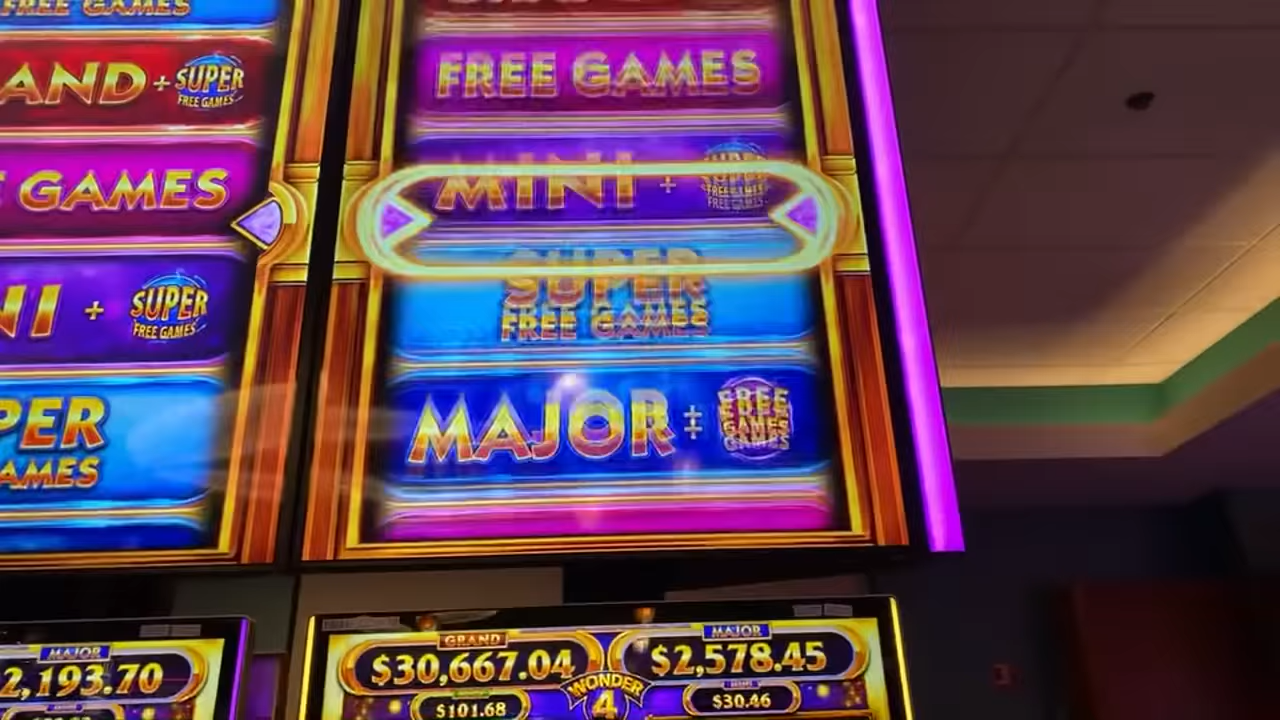 FREE GAMES
AND + SUPER
FREE GAMES
GAMES
NI + SUPER
FREE GAMES
PER
AMES
FREE GAMES
MINI + SUPER
FREE GAMES
SUPER
FREE GAMES
MAJOR + FREE
GAMES
MAJOR
2,193.70
GRAND
$30,667.04
MAJOR
$2,578.45
$101.68
WONDER
4
$30.46